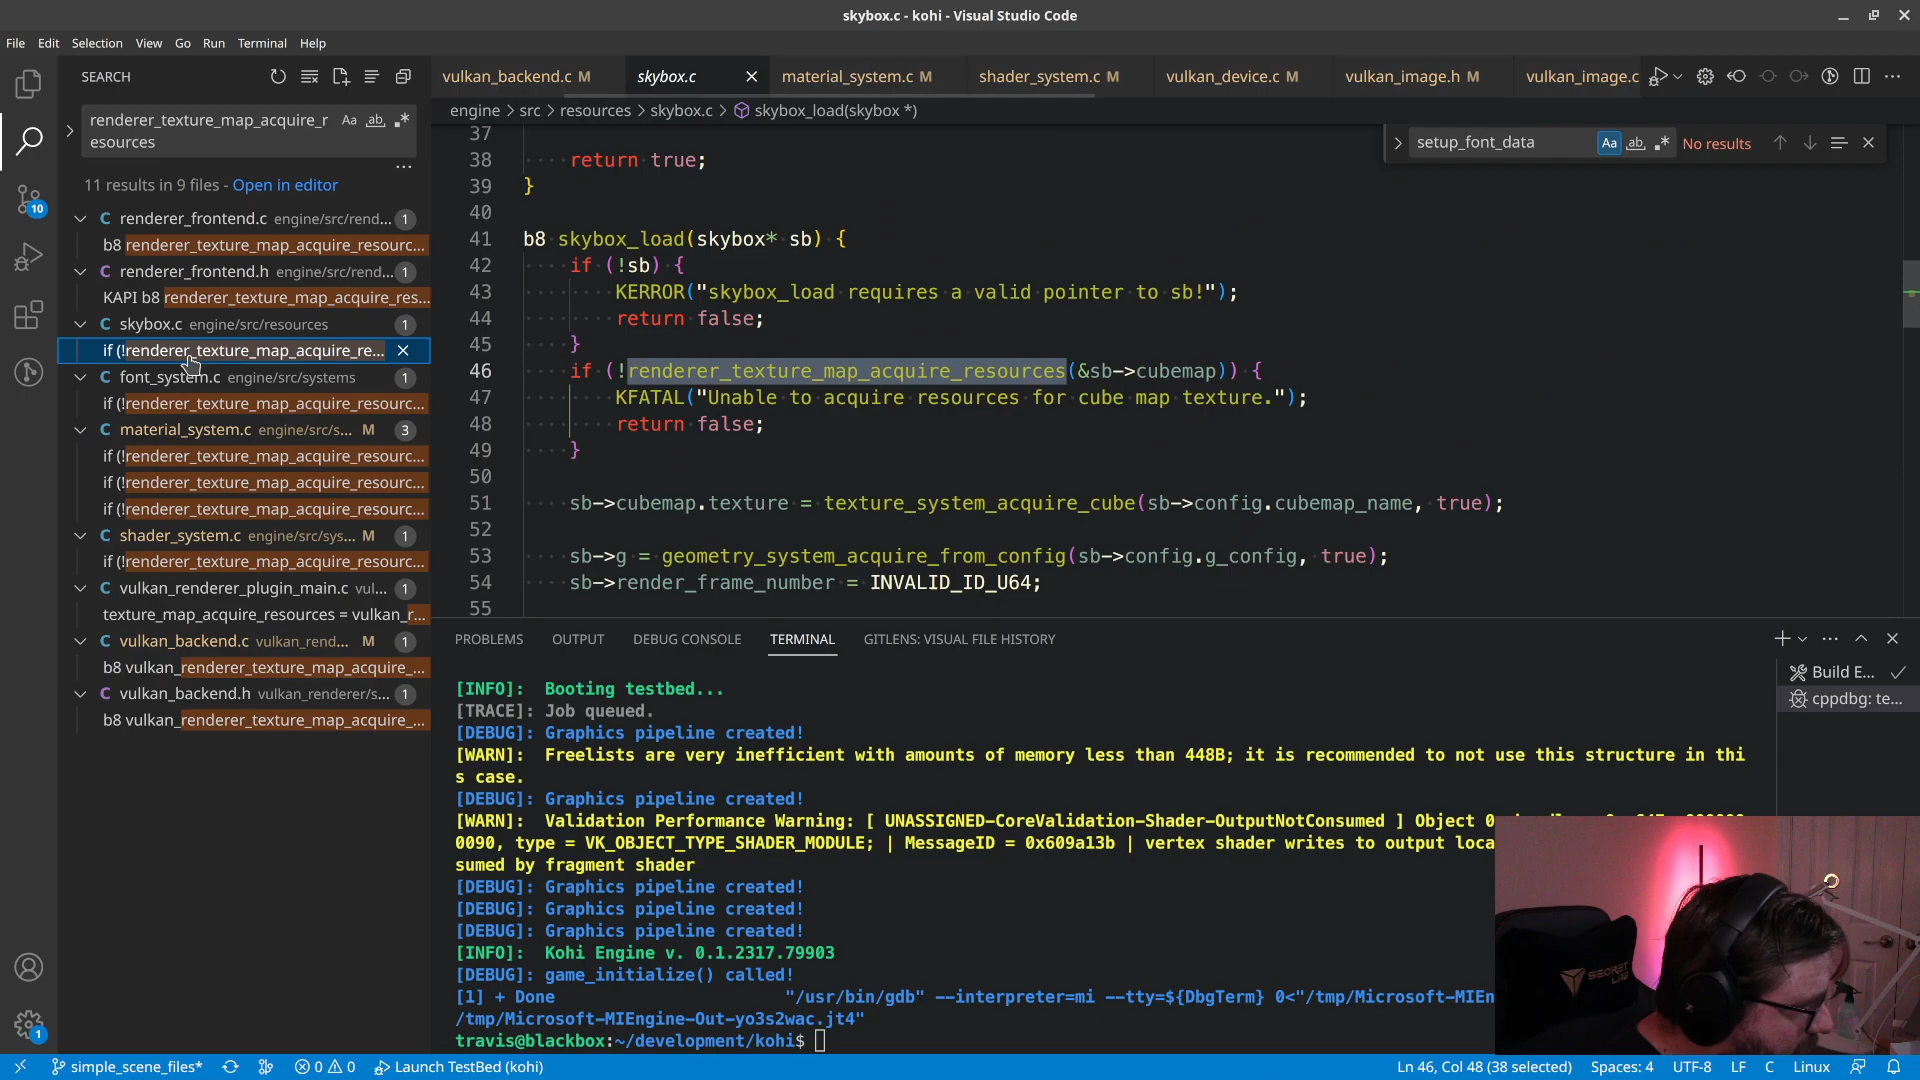 skybox.c - kohi - Visual Studio Code
File Edit Selection View Go Run Terminal Help
SEARCH
renderer_texture_map_acquire_r
esources
Aa ab .*
11 results in 9 files - Open in editor
renderer_frontend.c engine/src/rend... 1
b8 renderer_texture_map_acquire_resourc...
renderer_frontend.h engine/src/rend... 1
KAPI b8 renderer_texture_map_acquire_res...
skybox.c engine/src/resources 1
if (!renderer_texture_map_acquire_re...
font_system.c engine/src/systems 1
if (!renderer_texture_map_acquire_resourc...
material_system.c engine/src/s... M 3
if (!renderer_texture_map_acquire_resourc...
if (!renderer_texture_map_acquire_resourc...
if (!renderer_texture_map_acquire_resourc...
shader_system.c engine/src/sys... M 1
if (!renderer_texture_map_acquire_resourc...
vulkan_renderer_plugin_main.c vul... 1
texture_map_acquire_resources = vulkan_r...
vulkan_backend.c vulkan_rend... M 1
b8 vulkan_renderer_texture_map_acquire_...
vulkan_backend.h vulkan_renderer/s... 1
b8 vulkan_renderer_texture_map_acquire_...
10
1
vulkan_backend.c M skybox.c material_system.c M shader_system.c M vulkan_device.c M vulkan_image.h M vulkan_image.c
engine > src > resources > skybox.c > skybox_load(skybox *)
setup_font_data Aa ab .* No results
37
38 return true;
39 }
40
41 b8 skybox_load(skybox* sb) {
42 if (!sb) {
43 KERROR("skybox_load requires a valid pointer to sb!");
44 return false;
45 }
46 if (!renderer_texture_map_acquire_resources(&sb->cubemap)) {
47 KFATAL("Unable to acquire resources for cube map texture.");
48 return false;
49 }
50
51 sb->cubemap.texture = texture_system_acquire_cube(sb->config.cubemap_name, true);
52
53 sb->g = geometry_system_acquire_from_config(sb->config.g_config, true);
54 sb->render_frame_number = INVALID_ID_U64;
55
PROBLEMS OUTPUT DEBUG CONSOLE TERMINAL GITLENS: VISUAL FILE HISTORY
Build E...
cppdbg: te...
[INFO]: Booting testbed...
[TRACE]: Job queued.
[DEBUG]: Graphics pipeline created!
[WARN]: Freelists are very inefficient with amounts of memory less than 448B; it is recommended to not use this structure in thi
s case.
[DEBUG]: Graphics pipeline created!
[WARN]: Validation Performance Warning: [ UNASSIGNED-CoreValidation-Shader-OutputNotConsumed ] Object
0090, type = VK_OBJECT_TYPE_SHADER_MODULE; | MessageID = 0x609a13b | vertex shader writes to output loca
sumed by fragment shader
[DEBUG]: Graphics pipeline created!
[DEBUG]: Graphics pipeline created!
[DEBUG]: Graphics pipeline created!
[INFO]: Kohi Engine v. 0.1.2317.79903
[DEBUG]: game_initialize() called!
[1] + Done "/usr/bin/gdb" --interpreter=mi --tty=${DbgTerm} 0<"/tmp/Microsoft-MIEn
/tmp/Microsoft-MIEngine-Out-yo3s2wac.jt4"
travis@blackbox:~/development/kohi$
simple_scene_files* 0 0 Launch TestBed (kohi) Ln 46, Col 48 (38 selected) Spaces: 4 UTF-8 LF C Linux